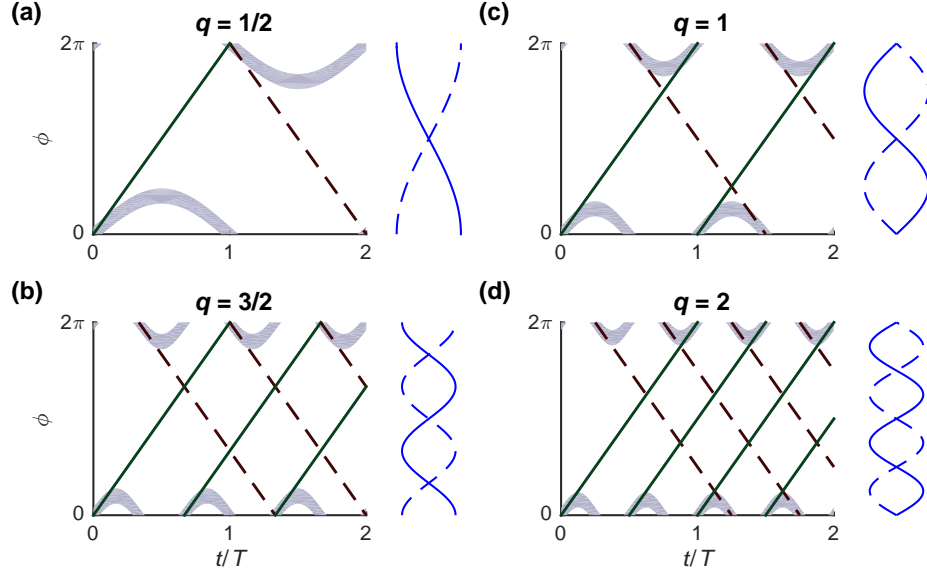 (a)
q = 1/2
2π
ϕ
0
0 1 2
(c)
q = 1
2π
0
0 1 2
(b)
q = 3/2
2π
ϕ
0
0 1 2
t/T
(d)
q = 2
2π
0
0 1 2
t/T